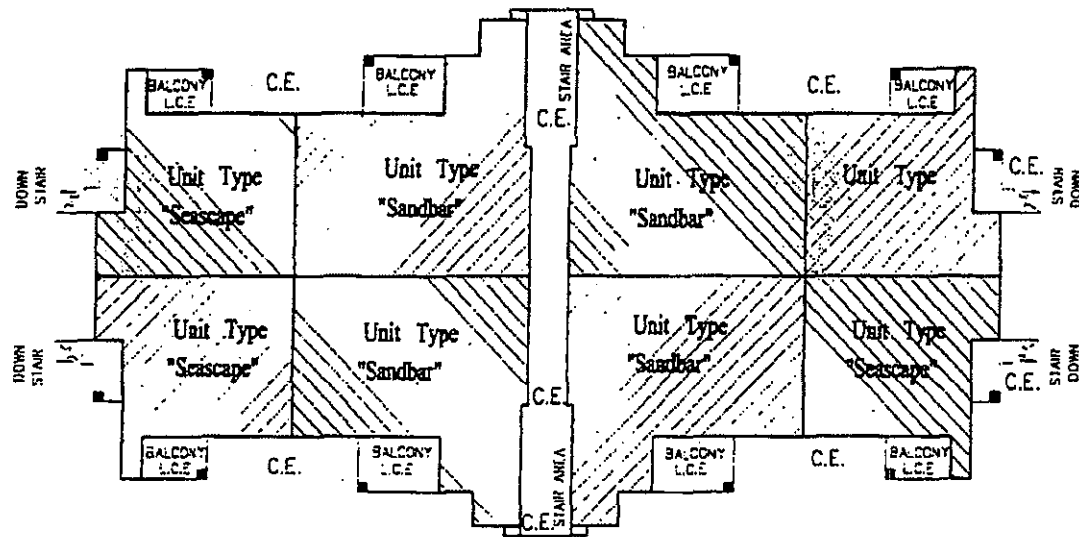 STAIR AREA
BALCONY
L.C.E
C.E.
BALCONY
L.C.E
C.E.
BALCONY
L.C.E
C.E.
BALCONY
L.C.E
DOWN
STAIR
Unit Type
"Seascape"
Unit Type
"Sandbar"
Unit Type
"Sandbar"
Unit Type
C.E.
STAIR
DOWN
DOWN
STAIR
Unit Type
"Seascape"
Unit Type
"Sandbar"
Unit Type
"Sandbar"
Unit Type
"Seascape"
C.E.
STAIR
DOWN
C.E.
BALCONY
L.C.E
C.E.
BALCONY
L.C.E
STAIR AREA
BALCONY
L.C.E
C.E.
BALCONY
L.C.E
C.E.